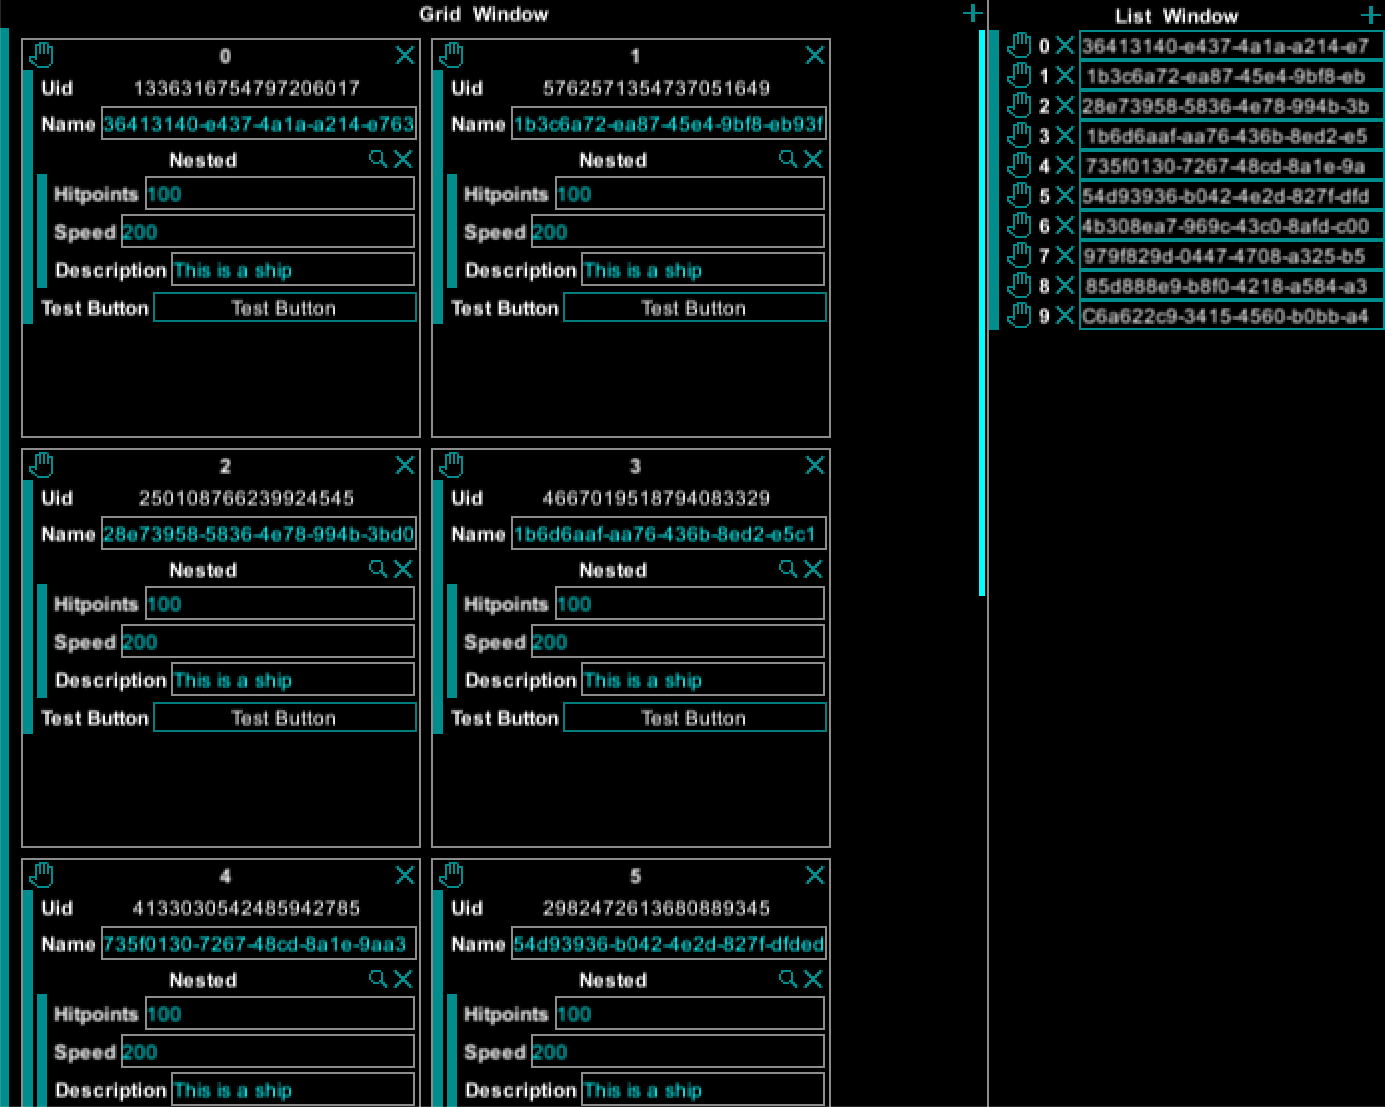 Grid Window
0
Uid 1336316754797206017
Name 36413140-e437-4a1a-a214-e763
Nested
Hitpoints 100
Speed 200
Description This is a ship
Test Button Test Button
1
Uid 5762571354737051649
Name 1b3c6a72-ea87-45e4-9bf8-eb93f
Nested
Hitpoints 100
Speed 200
Description This is a ship
Test Button Test Button
2
Uid 2501087662399924545
Name 28e73958-5836-4e78-994b-3bd0
Nested
Hitpoints 100
Speed 200
Description This is a ship
Test Button Test Button
3
Uid 4667019518794083329
Name 1b6d6aaf-aa76-436b-8ed2-e5c1
Nested
Hitpoints 100
Speed 200
Description This is a ship
Test Button Test Button
4
Uid 4133030542485942785
Name 735f0130-7267-48cd-8a1e-9aa3
Nested
Hitpoints 100
Speed 200
Description This is a ship
5
Uid 2982472613680889345
Name 54d93936-b042-4e2d-827f-dfded
Nested
Hitpoints 100
Speed 200
Description This is a ship
List Window
0 36413140-e437-4a1a-a214-e7
1 1b3c6a72-ea87-45e4-9bf8-eb
2 28e73958-5836-4e78-994b-3b
3 1b6d6aaf-aa76-436b-8ed2-e5
4 735f0130-7267-48cd-8a1e-9a
5 54d93936-b042-4e2d-827f-dfd
6 4b308ea7-969c-43c0-8afd-c00
7 979f829d-0447-4708-a325-b5
8 85d888e9-b8f0-4218-a584-a3
9 C6a622c9-3415-4560-b0bb-a4